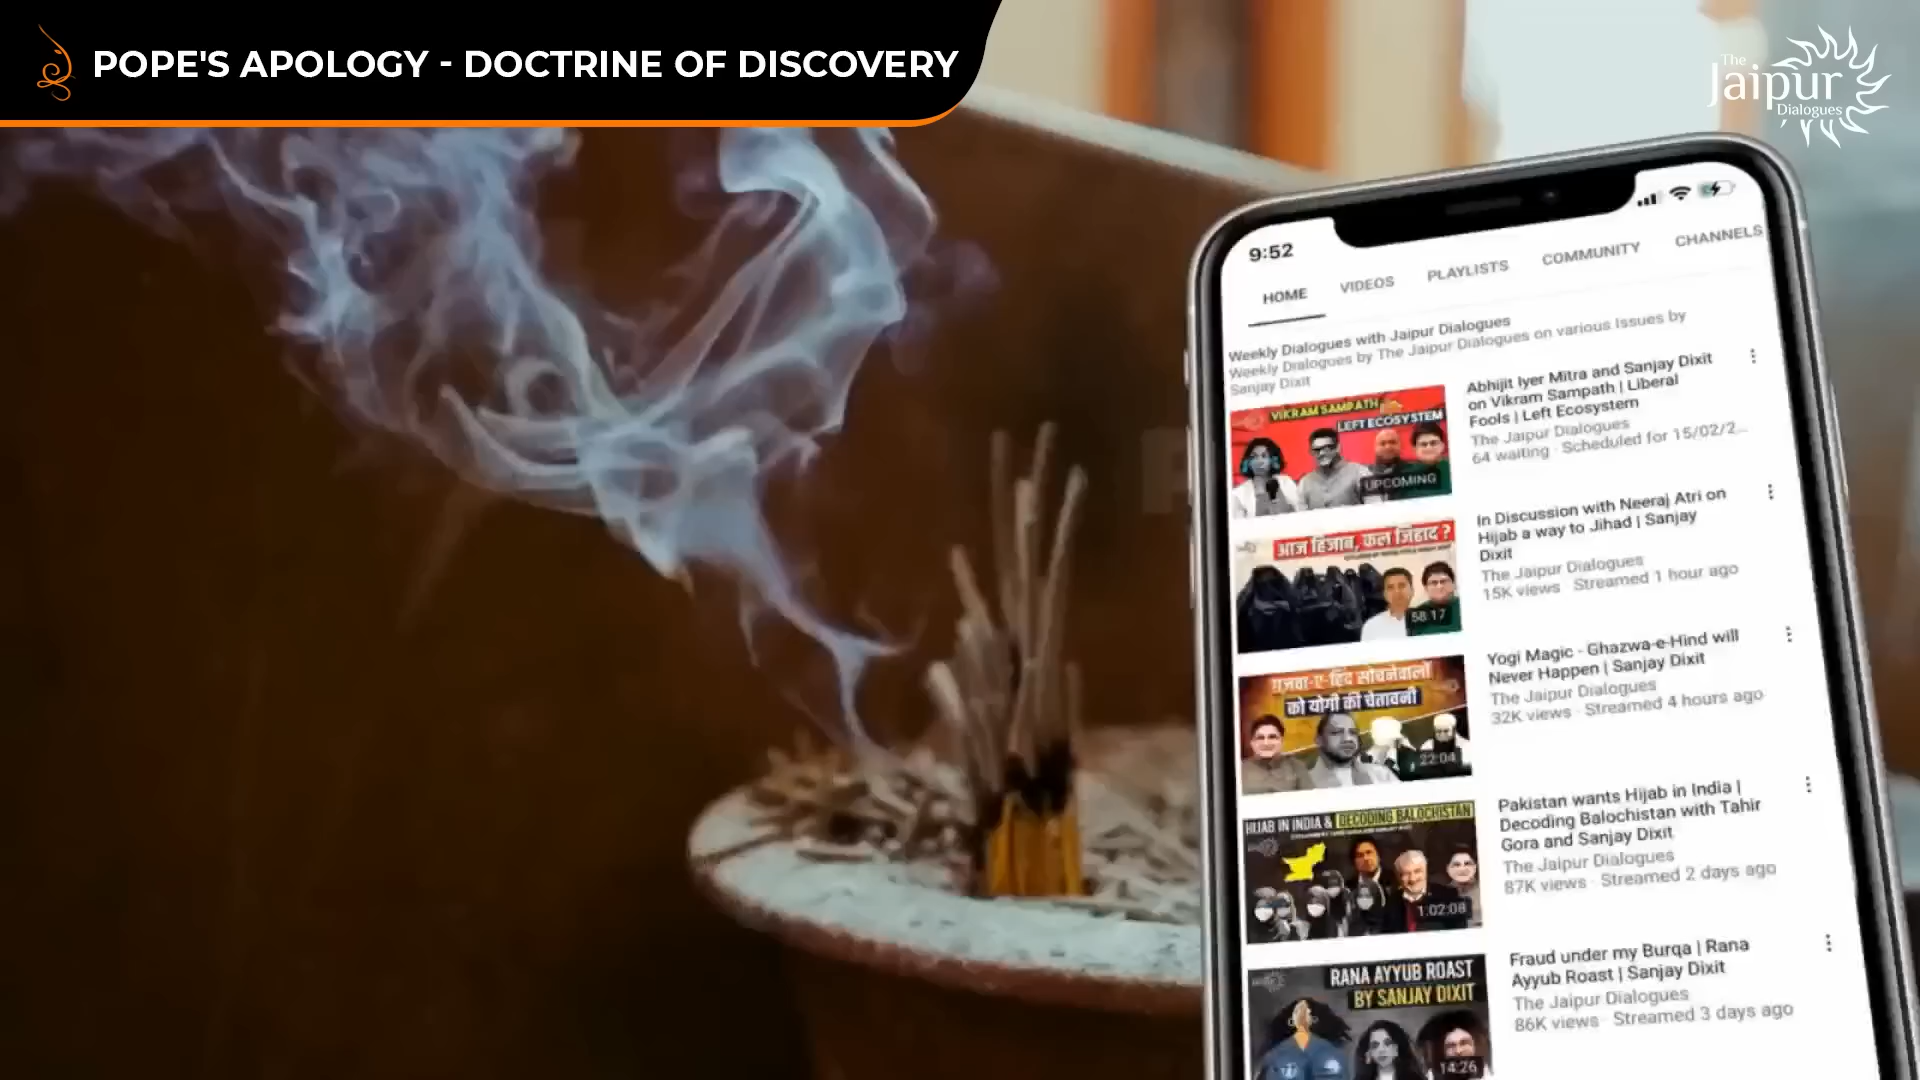 POPE'S APOLOGY - DOCTRINE OF DISCOVERY
The
Jaipur
Dialogues
9:52
HOME
VIDEOS
PLAYLISTS
COMMUNITY
CHANNELS
Weekly Dialogues with Jaipur Dialogues
Weekly Dialogues by The Jaipur Dialogues on various Issues by
Sanjay Dixit
VIKRAM SAMPATH
LEFT ECOSYSTEM
UPCOMING
Abhijit Iyer Mitra and Sanjay Dixit
on Vikram Sampath | Liberal
Fools | Left Ecosystem
The Jaipur Dialogues
64 waiting · Scheduled for 15/02/2...
आज हिजाब, कल जिहाद ?
58:17
In Discussion with Neeraj Atri on
Hijab a way to Jihad | Sanjay
Dixit
The Jaipur Dialogues
15K views · Streamed 1 hour ago
गजवा-ए-हिंद सोचनेवालों
को योगी की चेतावनी
22:04
Yogi Magic - Ghazwa-e-Hind will
Never Happen | Sanjay Dixit
The Jaipur Dialogues
32K views · Streamed 4 hours ago
HIJAB IN INDIA & DECODING BALOCHISTAN
1:02:08
Pakistan wants Hijab in India |
Decoding Balochistan with Tahir
Gora and Sanjay Dixit
The Jaipur Dialogues
87K views · Streamed 2 days ago
RANA AYYUB ROAST
BY SANJAY DIXIT
14:26
Fraud under my Burqa | Rana
Ayyub Roast | Sanjay Dixit
The Jaipur Dialogues
86K views · Streamed 3 days ago